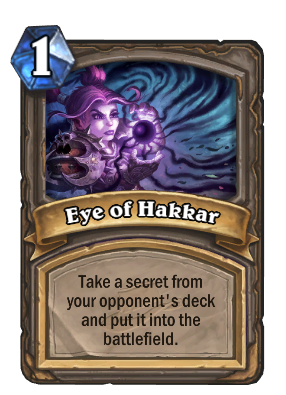 1
Eye of Hakkar
Take a secret from
your opponent's deck
and put it into the
battlefield.